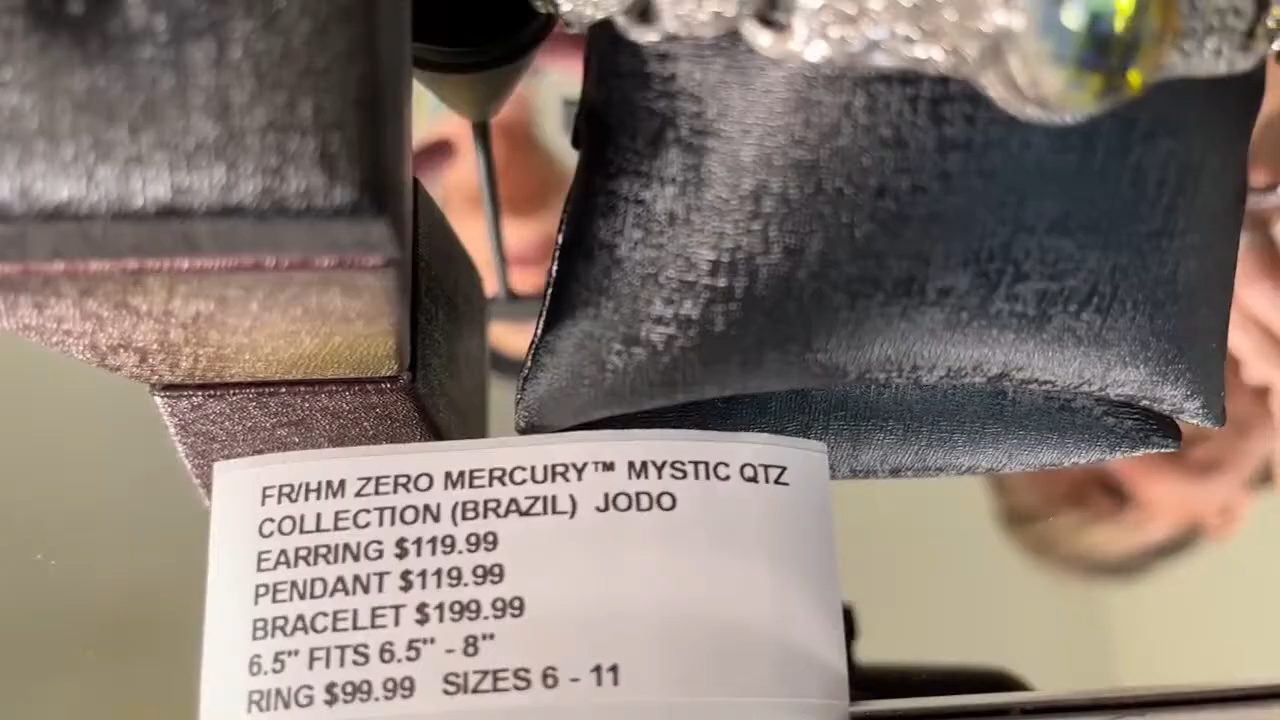 FR/HM ZERO MERCURY™ MYSTIC QTZ
COLLECTION (BRAZIL) JODO
EARRING $119.99
PENDANT $119.99
BRACELET $199.99
6.5" FITS 6.5" - 8"
RING $99.99 SIZES 6 - 11